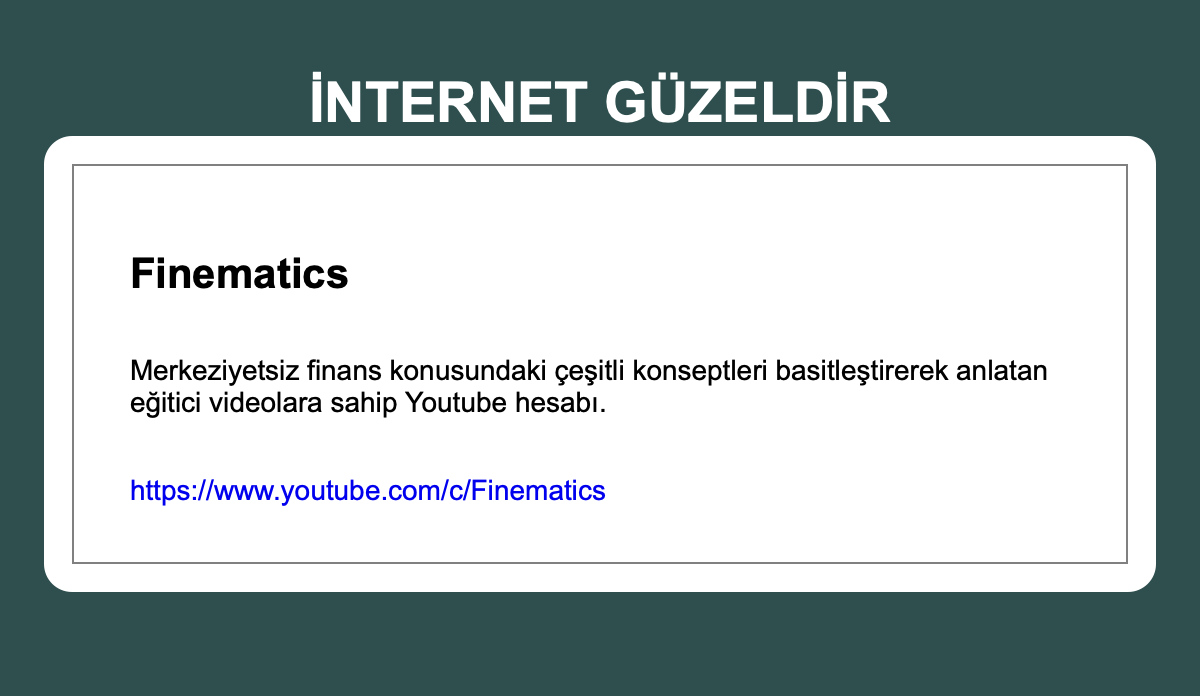 İNTERNET GÜZELDİR
Finematics
Merkeziyetsiz finans konusundaki çeşitli konseptleri basitleştirerek anlatan
eğitici videolara sahip Youtube hesabı.
https://www.youtube.com/c/Finematics